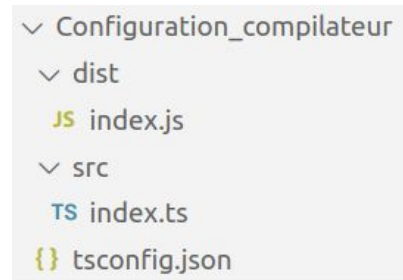 Configuration_compilateur
dist
JS index.js
src
TS index.ts
{} tsconfig.json